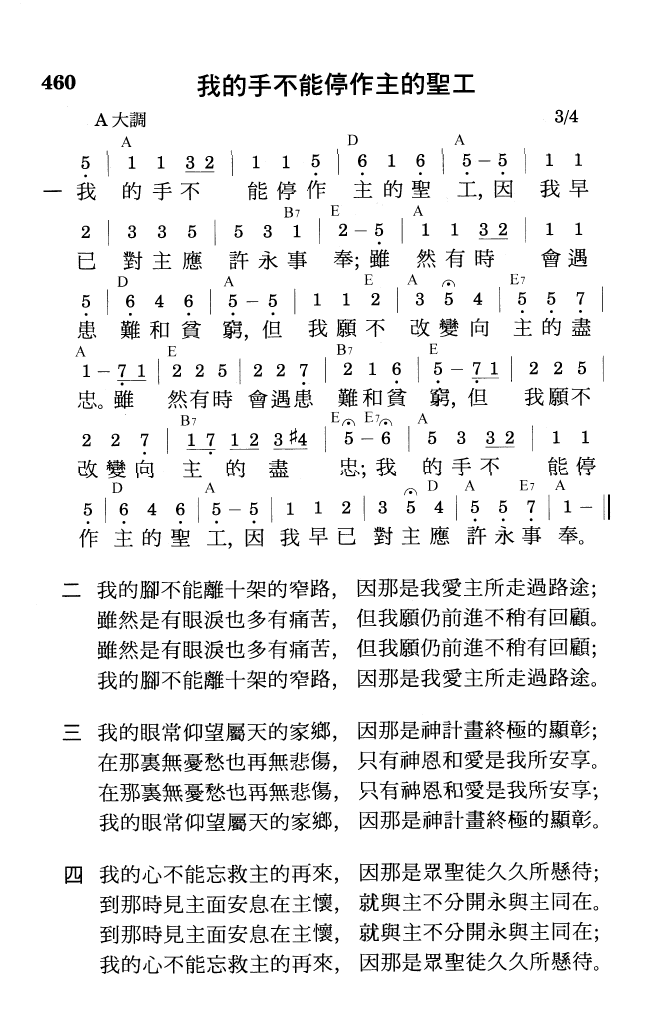 460 我的手不能停作主的聖工
A 大調 3/4
A D A
5 | 1 1 3 2 | 1 1 5 | 6 1 6 | 5 – 5 | 1 1
一 我 的手不 能停作 主的聖 工, 因 我早
B7 E A
2 | 3 3 5 | 5 3 1 | 2 – 5 | 1 1 3 2 | 1 1
已 對主應 許永事 奉; 雖 然有時 會遇
D A E A E7
5 | 6 4 6 | 5 – 5 | 1 1 2 | 3 5 4 | 5 5 7 |
患 難和貧 窮, 但 我願不 改變向 主的盡
A E B7 E
1 – 7 1 | 2 2 5 | 2 2 7 | 2 1 6 | 5 – 7 1 | 2 2 5 |
忠。雖 然有時 會遇患 難和貧 窮, 但 我願不
B7 E E7 A
2 2 7 | 1 7 1 2 3 #4 | 5 – 6 | 5 3 3 2 | 1 1
改變向 主的盡 忠; 我 的手不 能停
D A D A E7 A
5 | 6 4 6 | 5 – 5 | 1 1 2 | 3 5 4 | 5 5 7 | 1 – ||
作 主的聖 工, 因 我早已 對主應 許永事 奉。
二 我的腳不能離十架的窄路, 因那是我愛主所走過路途;
雖然是有眼淚也多有痛苦, 但我願仍前進不稍有回顧。
雖然是有眼淚也多有痛苦, 但我願仍前進不稍有回顧;
我的腳不能離十架的窄路, 因那是我愛主所走過路途。
三 我的眼常仰望屬天的家鄉, 因那是神計畫終極的顯彰;
在那裏無憂愁也再無悲傷, 只有神恩和愛是我所安享。
在那裏無憂愁也再無悲傷, 只有神恩和愛是我所安享;
我的眼常仰望屬天的家鄉, 因那是神計畫終極的顯彰。
四 我的心不能忘救主的再來, 因那是眾聖徒久久所懸待;
到那時見主面安息在主懷, 就與主不分開永與主同在。
到那時見主面安息在主懷, 就與主不分開永與主同在;
我的心不能忘救主的再來, 因那是眾聖徒久久所懸待。